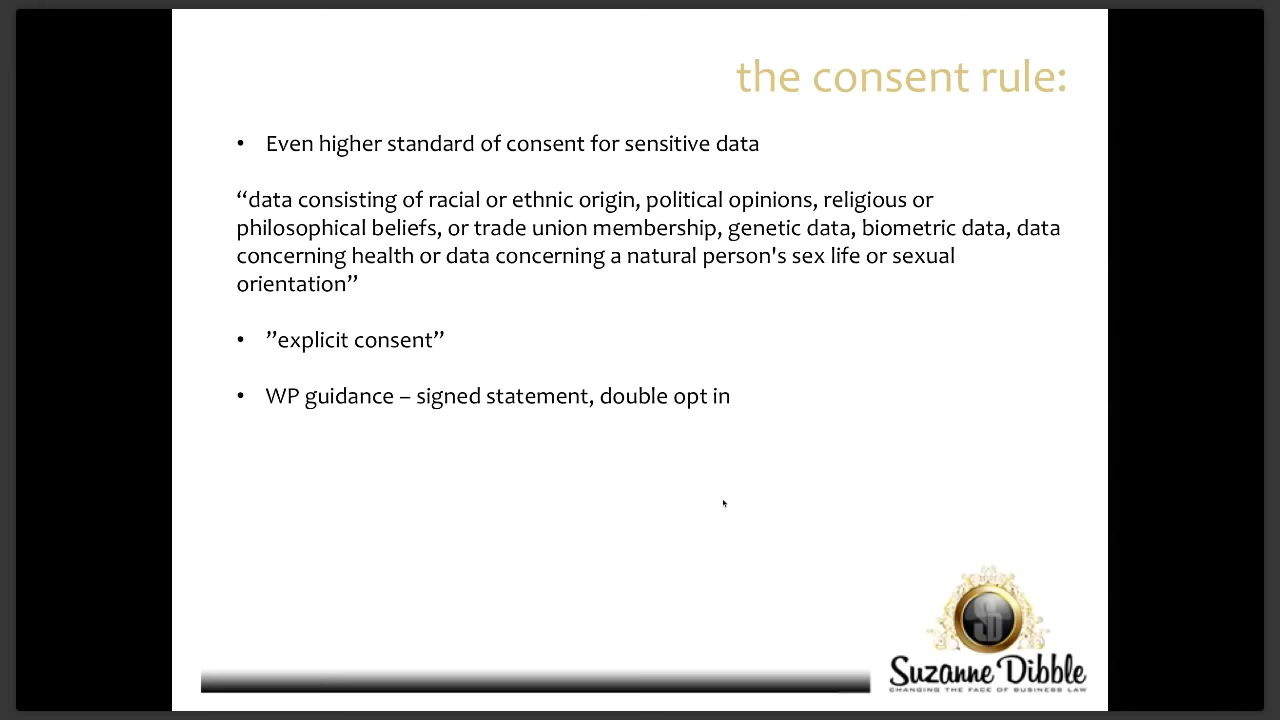 the consent rule:
• Even higher standard of consent for sensitive data
“data consisting of racial or ethnic origin, political opinions, religious or
philosophical beliefs, or trade union membership, genetic data, biometric data, data
concerning health or data concerning a natural person's sex life or sexual
orientation”
• ”explicit consent”
• WP guidance – signed statement, double opt in
SD
Suzanne Dibble
CHANGING THE FACE OF BUSINESS LAW